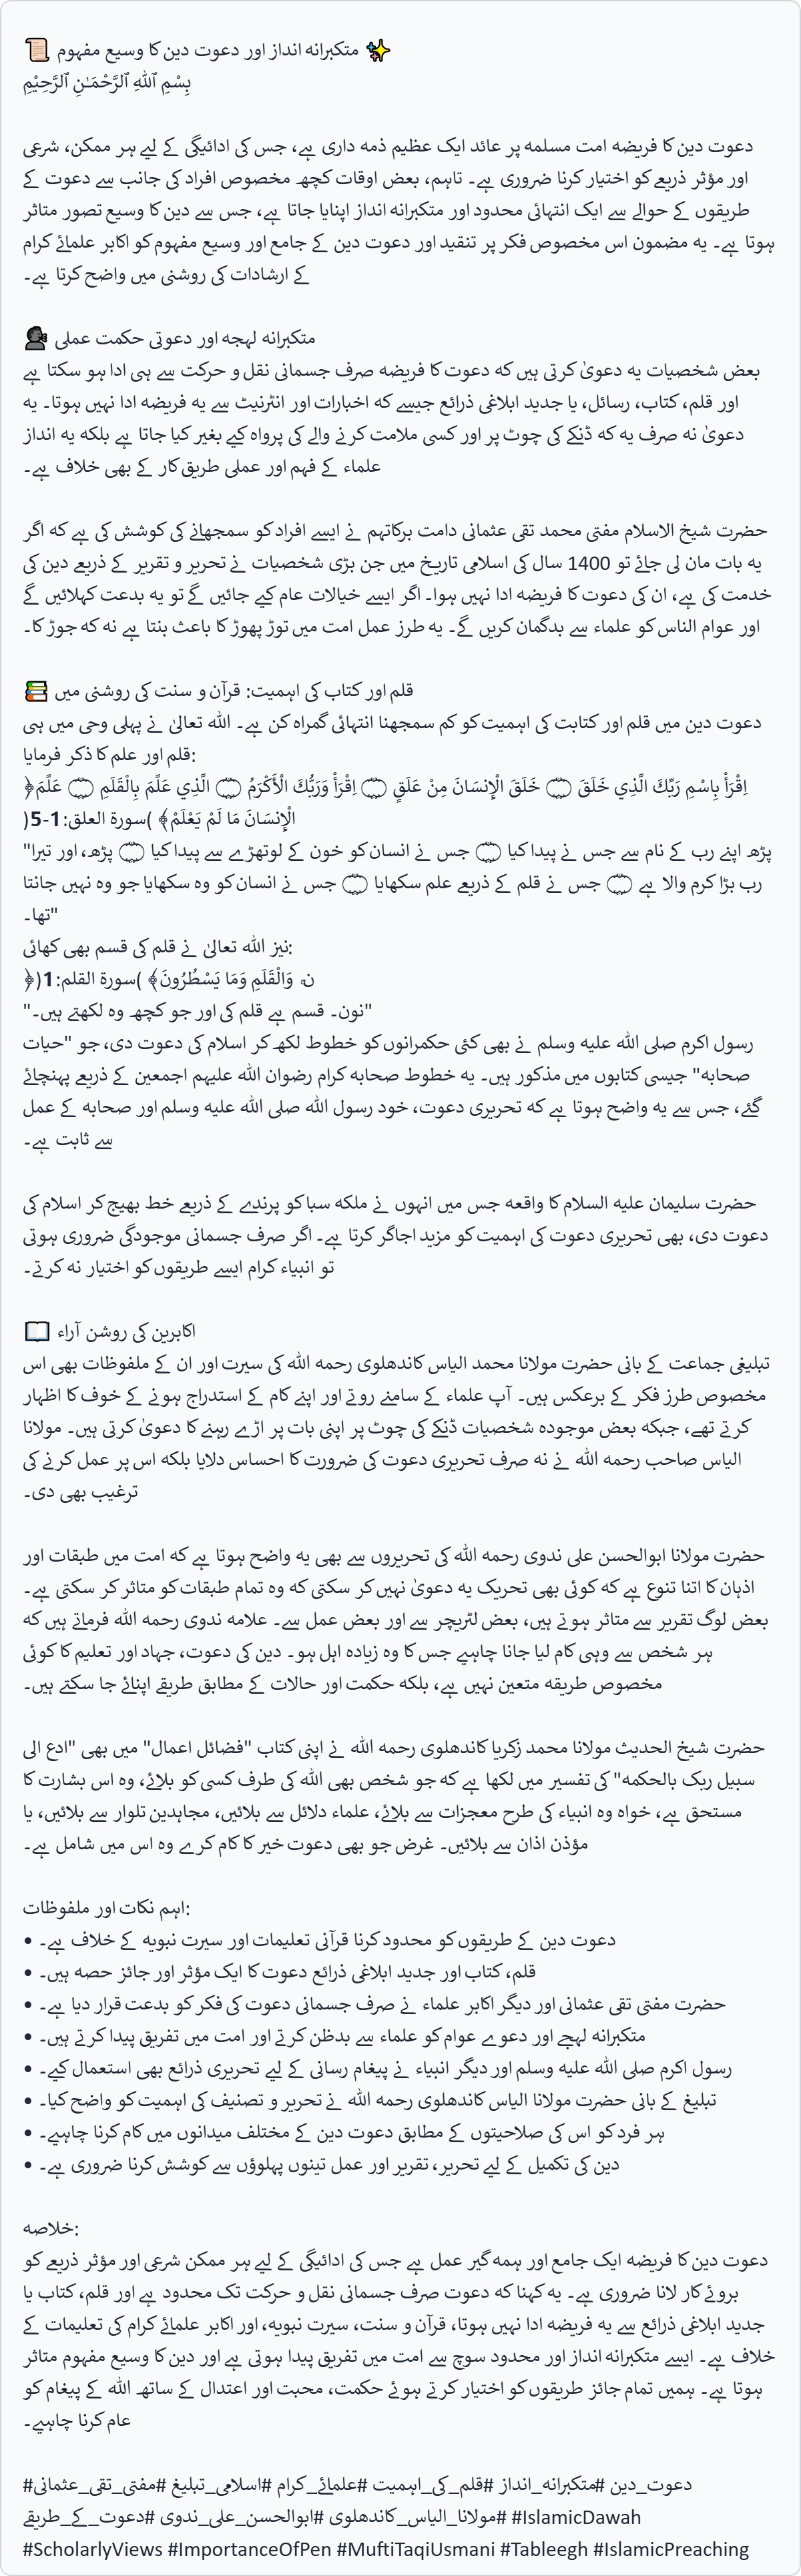 📜 متکبرانہ انداز اور دعوت دین کا وسیع مفہوم ✨
بِسْمِ ٱللَّهِ ٱلرَّحْمَـٰنِ ٱلرَّحِيْمِ
دعوت دین کا فریضہ امت مسلمہ پر عائد ایک عظیم ذمہ داری ہے، جس کی ادائیگی کے لیے ہر ممکن، شرعی
اور مؤثر ذریعے کو اختیار کرنا ضروری ہے۔ تاہم، بعض اوقات کچھ مخصوص افراد کی جانب سے دعوت کے
طریقوں کے حوالے سے ایک انتہائی محدود اور متکبرانہ انداز اپنایا جاتا ہے، جس سے دین کا وسیع تصور متاثر
ہوتا ہے۔ یہ مضمون اس مخصوص فکر پر تنقید اور دعوت دین کے جامع اور وسیع مفہوم کو اکابر علمائے کرام
کے ارشادات کی روشنی میں واضح کرتا ہے۔
🗣️ متکبرانہ لہجہ اور دعوتی حکمت عملی
بعض شخصیات یہ دعویٰ کرتی ہیں کہ دعوت کا فریضہ صرف جسمانی نقل و حرکت سے ہی ادا ہو سکتا ہے
اور قلم، کتاب، رسائل، یا جدید ابلاغی ذرائع جیسے کہ اخبارات اور انٹرنیٹ سے یہ فریضہ ادا نہیں ہوتا۔ یہ
دعویٰ نہ صرف یہ کہ ڈنکے کی چوٹ پر اور کسی ملامت کرنے والے کی پرواہ کیے بغیر کیا جاتا ہے بلکہ یہ انداز
علماء کے فہم اور عملی طریق کار کے بھی خلاف ہے۔
حضرت شیخ الاسلام مفتی محمد تقی عثمانی دامت برکاتہم نے ایسے افراد کو سمجھانے کی کوشش کی ہے کہ اگر
یہ بات مان لی جائے تو 1400 سال کی اسلامی تاریخ میں جن بڑی شخصیات نے تحریر و تقریر کے ذریعے دین کی
خدمت کی ہے، ان کی دعوت کا فریضہ ادا نہیں ہوا۔ اگر ایسے خیالات عام کیے جائیں گے تو یہ بدعت کہلائیں گے
اور عوام الناس کو علماء سے بدگمان کریں گے۔ یہ طرز عمل امت میں توڑ پھوڑ کا باعث بنتا ہے نہ کہ جوڑ کا۔
📚 قلم اور کتاب کی اہمیت: قرآن و سنت کی روشنی میں
دعوت دین میں قلم اور کتابت کی اہمیت کو کم سمجھنا انتہائی گمراہ کن ہے۔ اللہ تعالیٰ نے پہلی وحی میں ہی
قلم اور علم کا ذکر فرمایا:
﴿اِقْرَأْ بِاسْمِ رَبِّكَ الَّذِي خَلَقَ ۝ خَلَقَ الْإِنسَانَ مِنْ عَلَقٍ ۝ اِقْرَأْ وَرَبُّكَ الْأَكْرَمُ ۝ الَّذِي عَلَّمَ بِالْقَلَمِ ۝ عَلَّمَ
الْإِنسَانَ مَا لَمْ يَعْلَمْ﴾ (سورۃ العلق:1-5)
"پڑھ اپنے رب کے نام سے جس نے پیدا کیا ۝ جس نے انسان کو خون کے لوتھڑے سے پیدا کیا ۝ پڑھ، اور تیرا
رب بڑا کرم والا ہے ۝ جس نے قلم کے ذریعے علم سکھایا ۝ جس نے انسان کو وہ سکھایا جو وہ نہیں جانتا
تھا۔"
نیز اللہ تعالیٰ نے قلم کی قسم بھی کھائی:
﴿نۤ وَالْقَلَمِ وَمَا يَسْطُرُونَ﴾ (سورۃ القلم:1)
"نون۔ قسم ہے قلم کی اور جو کچھ وہ لکھتے ہیں۔"
رسول اکرم صلی اللہ علیہ وسلم نے بھی کئی حکمرانوں کو خطوط لکھ کر اسلام کی دعوت دی، جو "حیات
صحابہ" جیسی کتابوں میں مذکور ہیں۔ یہ خطوط صحابہ کرام رضوان اللہ علیہم اجمعین کے ذریعے پہنچائے
گئے، جس سے یہ واضح ہوتا ہے کہ تحریری دعوت، خود رسول اللہ صلی اللہ علیہ وسلم اور صحابہ کے عمل
سے ثابت ہے۔
حضرت سلیمان علیہ السلام کا واقعہ جس میں انہوں نے ملکہ سبا کو پرندے کے ذریعے خط بھیج کر اسلام کی
دعوت دی، بھی تحریری دعوت کی اہمیت کو مزید اجاگر کرتا ہے۔ اگر صرف جسمانی موجودگی ضروری ہوتی
تو انبیاء کرام ایسے طریقوں کو اختیار نہ کرتے۔
📖 اکابرین کی روشن آراء
تبلیغی جماعت کے بانی حضرت مولانا محمد الیاس کاندھلوی رحمہ اللہ کی سیرت اور ان کے ملفوظات بھی اس
مخصوص طرز فکر کے برعکس ہیں۔ آپ علماء کے سامنے روتے اور اپنے کام کے استدراج ہونے کے خوف کا اظہار
کرتے تھے، جبکہ بعض موجودہ شخصیات ڈنکے کی چوٹ پر اپنی بات پر اڑے رہنے کا دعویٰ کرتی ہیں۔ مولانا
الیاس صاحب رحمہ اللہ نے نہ صرف تحریری دعوت کی ضرورت کا احساس دلایا بلکہ اس پر عمل کرنے کی
ترغیب بھی دی۔
حضرت مولانا ابوالحسن علی ندوی رحمہ اللہ کی تحریروں سے بھی یہ واضح ہوتا ہے کہ امت میں طبقات اور
اذہان کا اتنا تنوع ہے کہ کوئی بھی تحریک یہ دعویٰ نہیں کر سکتی کہ وہ تمام طبقات کو متاثر کر سکتی ہے۔
بعض لوگ تقریر سے متاثر ہوتے ہیں، بعض لٹریچر سے اور بعض عمل سے۔ علامہ ندوی رحمہ اللہ فرماتے ہیں کہ
ہر شخص سے وہی کام لیا جانا چاہیے جس کا وہ زیادہ اہل ہو۔ دین کی دعوت، جہاد اور تعلیم کا کوئی
مخصوص طریقہ متعین نہیں ہے، بلکہ حکمت اور حالات کے مطابق طریقے اپنائے جا سکتے ہیں۔
حضرت شیخ الحدیث مولانا محمد زکریا کاندھلوی رحمہ اللہ نے اپنی کتاب "فضائل اعمال" میں بھی "ادع الی
سبیل ربک بالحکمہ" کی تفسیر میں لکھا ہے کہ جو شخص بھی اللہ کی طرف کسی کو بلائے، وہ اس بشارت کا
مستحق ہے، خواہ وہ انبیاء کی طرح معجزات سے بلائے، علماء دلائل سے بلائیں، مجاہدین تلوار سے بلائیں، یا
مؤذن اذان سے بلائیں۔ غرض جو بھی دعوت خیر کا کام کرے وہ اس میں شامل ہے۔
اہم نکات اور ملفوظات:
• دعوت دین کے طریقوں کو محدود کرنا قرآنی تعلیمات اور سیرت نبویہ کے خلاف ہے۔
• قلم، کتاب اور جدید ابلاغی ذرائع دعوت کا ایک مؤثر اور جائز حصہ ہیں۔
• حضرت مفتی تقی عثمانی اور دیگر اکابر علماء نے صرف جسمانی دعوت کی فکر کو بدعت قرار دیا ہے۔
• متکبرانہ لہجے اور دعوے عوام کو علماء سے بدظن کرتے اور امت میں تفریق پیدا کرتے ہیں۔
• رسول اکرم صلی اللہ علیہ وسلم اور دیگر انبیاء نے پیغام رسانی کے لیے تحریری ذرائع بھی استعمال کیے۔
• تبلیغ کے بانی حضرت مولانا الیاس کاندھلوی رحمہ اللہ نے تحریر و تصنیف کی اہمیت کو واضح کیا۔
• ہر فرد کو اس کی صلاحیتوں کے مطابق دعوت دین کے مختلف میدانوں میں کام کرنا چاہیے۔
• دین کی تکمیل کے لیے تحریر، تقریر اور عمل تینوں پہلوؤں سے کوشش کرنا ضروری ہے۔
خلاصہ:
دعوت دین کا فریضہ ایک جامع اور ہمہ گیر عمل ہے جس کی ادائیگی کے لیے ہر ممکن شرعی اور مؤثر ذریعے کو
بروئے کار لانا ضروری ہے۔ یہ کہنا کہ دعوت صرف جسمانی نقل و حرکت تک محدود ہے اور قلم، کتاب یا
جدید ابلاغی ذرائع سے یہ فریضہ ادا نہیں ہوتا، قرآن و سنت، سیرت نبویہ، اور اکابر علمائے کرام کی تعلیمات کے
خلاف ہے۔ ایسے متکبرانہ انداز اور محدود سوچ سے امت میں تفریق پیدا ہوتی ہے اور دین کا وسیع مفہوم متاثر
ہوتا ہے۔ ہمیں تمام جائز طریقوں کو اختیار کرتے ہوئے حکمت، محبت اور اعتدال کے ساتھ اللہ کے پیغام کو
عام کرنا چاہیے۔
#دعوت_دین #متکبرانہ_انداز #قلم_کی_اہمیت #علمائے_کرام #اسلامی_تبلیغ #مفتی_تقی_عثمانی
#مولانا_الیاس_کاندھلوی #ابوالحسن_علی_ندوی #دعوت_کے_طریقے #IslamicDawah
#ScholarlyViews #ImportanceOfPen #MuftiTaqiUsmani #Tableegh #IslamicPreaching